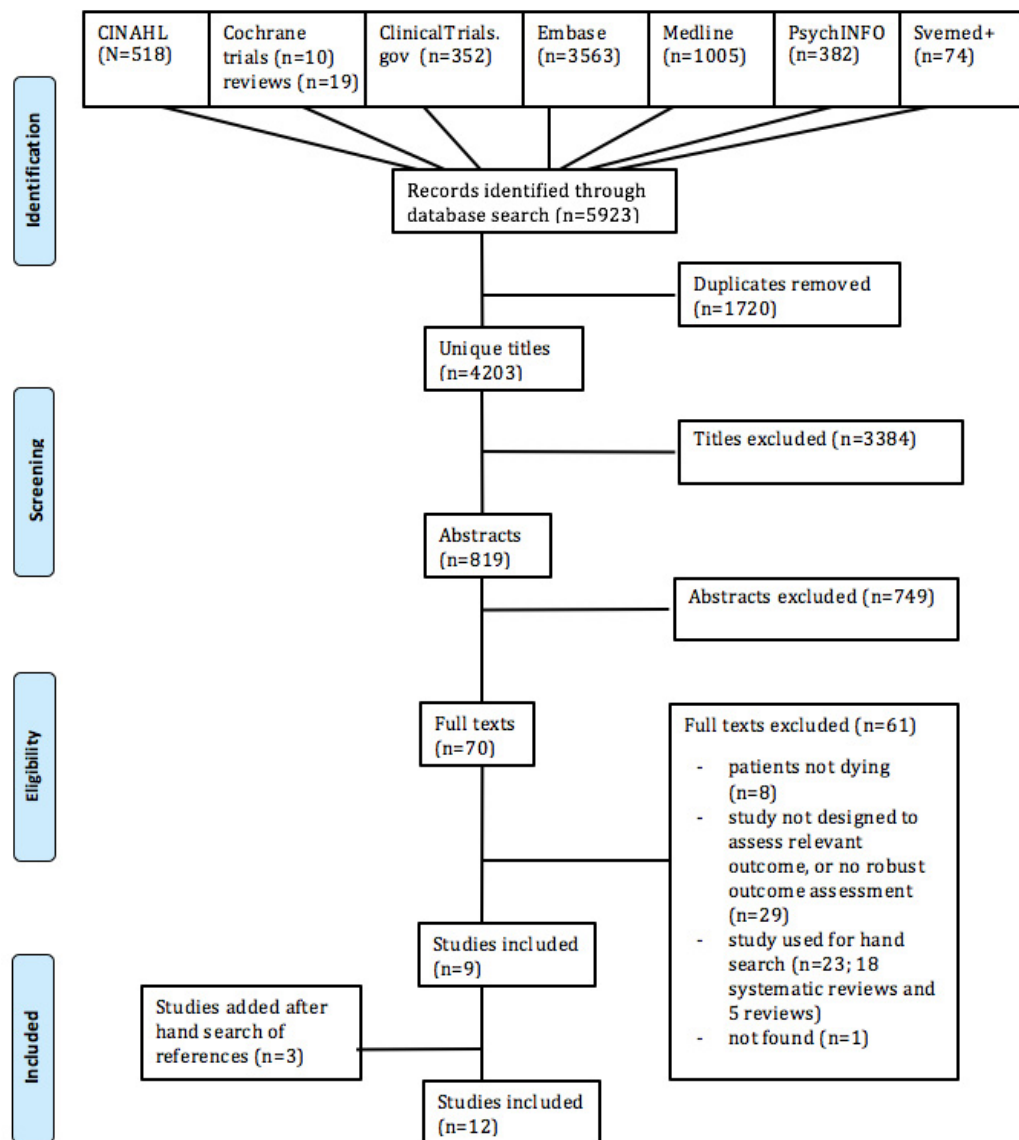 CINAHL
(N=518)
Cochrane
trials (n=10)
reviews (n=19)
ClinicalTrials.
gov (n=352)
Embase
(n=3563)
Medline
(n=1005)
PsychINFO
(n=382)
Svemed+
(n=74)
Identification
Records identified through
database search (n=5923)
Duplicates removed
(n=1720)
Unique titles
(n=4203)
Screening
Titles excluded (n=3384)
Abstracts
(n=819)
Abstracts excluded (n=749)
Eligibility
Full texts
(n=70)
Full texts excluded (n=61)
- patients not dying
(n=8)
- study not designed to
assess relevant
outcome, or no robust
outcome assessment
(n=29)
- study used for hand
search (n=23; 18
systematic reviews and
5 reviews)
- not found (n=1)
Studies included
(n=9)
Included
Studies added after
hand search of
references (n=3)
Studies included
(n=12)